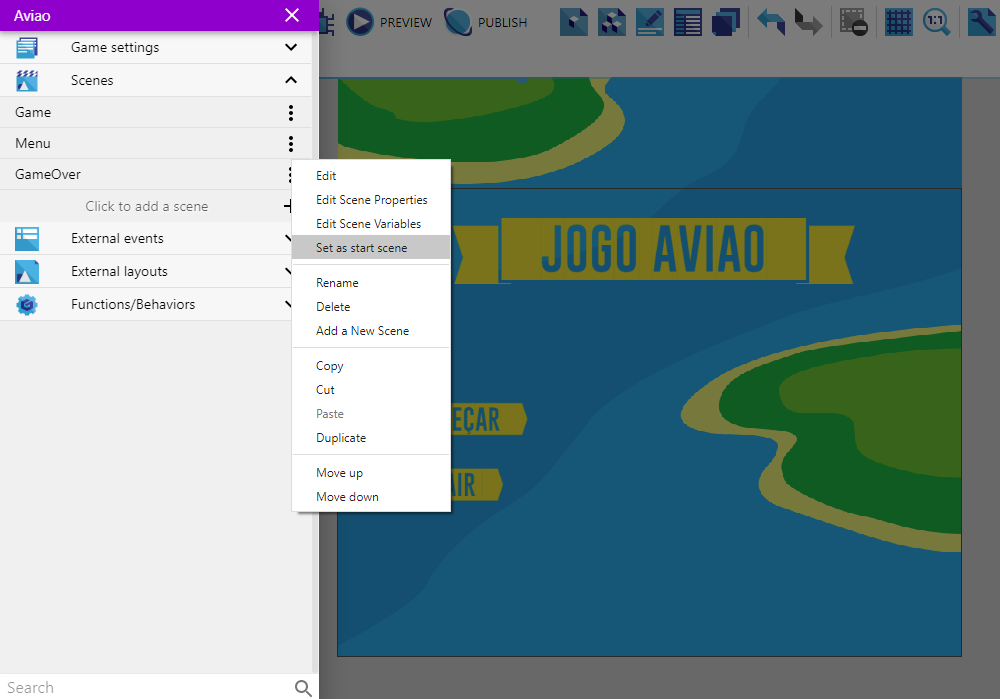 Aviao
PREVIEW
PUBLISH
1:1
Game settings
Scenes
Game
Menu
GameOver
Click to add a scene
External events
External layouts
Functions/Behaviors
Search
Edit
Edit Scene Properties
Edit Scene Variables
Set as start scene
Rename
Delete
Add a New Scene
Copy
Cut
Paste
Duplicate
Move up
Move down
JOGO AVIAO
EÇAR
AIR